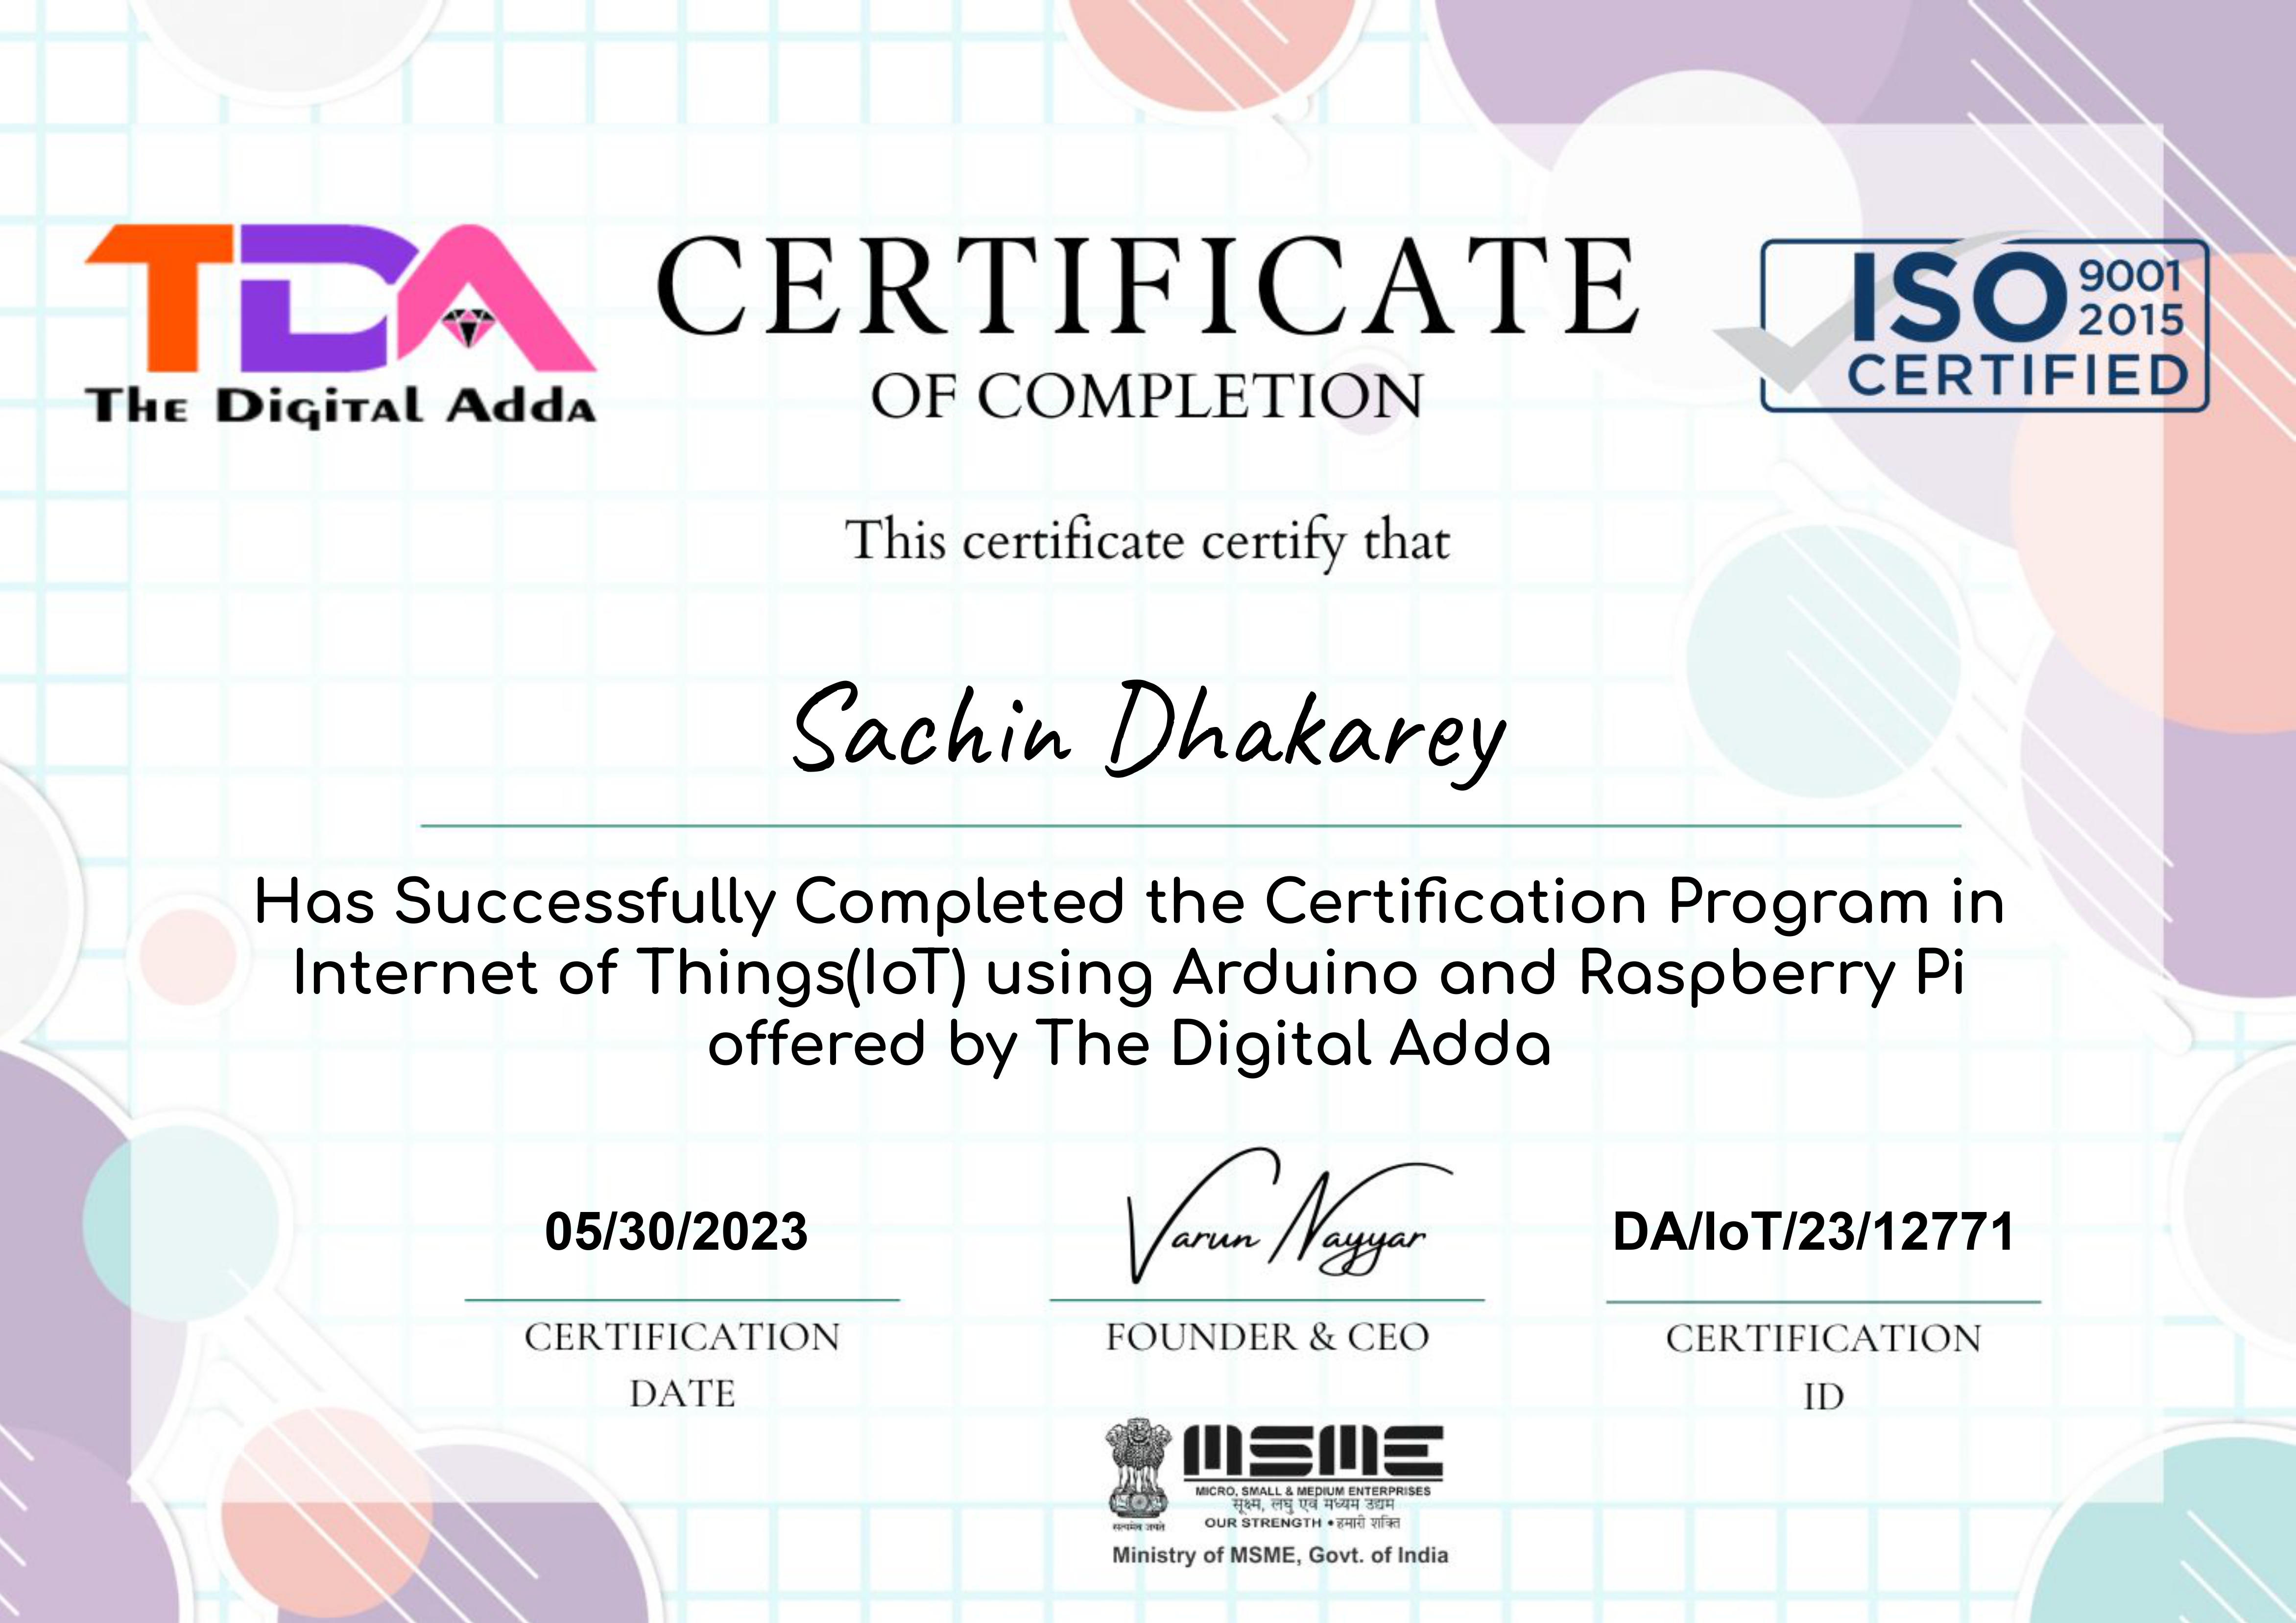 TDA
The Digital Adda
CERTIFICATE
OF COMPLETION
ISO 9001
2015
CERTIFIED
This certificate certify that
Sachin Dhakarey
Has Successfully Completed the Certification Program in
Internet of Things(IoT) using Arduino and Raspberry Pi
offered by The Digital Adda
05/30/2023
CERTIFICATION
DATE
Varun Nayyar
FOUNDER & CEO
DA/IoT/23/12771
CERTIFICATION
ID
MSME
MICRO, SMALL & MEDIUM ENTERPRISES
सूक्ष्म, लघु एवं मध्यम उद्यम
OUR STRENGTH • हमारी शक्ति
सत्यमेव जयते
Ministry of MSME, Govt. of India